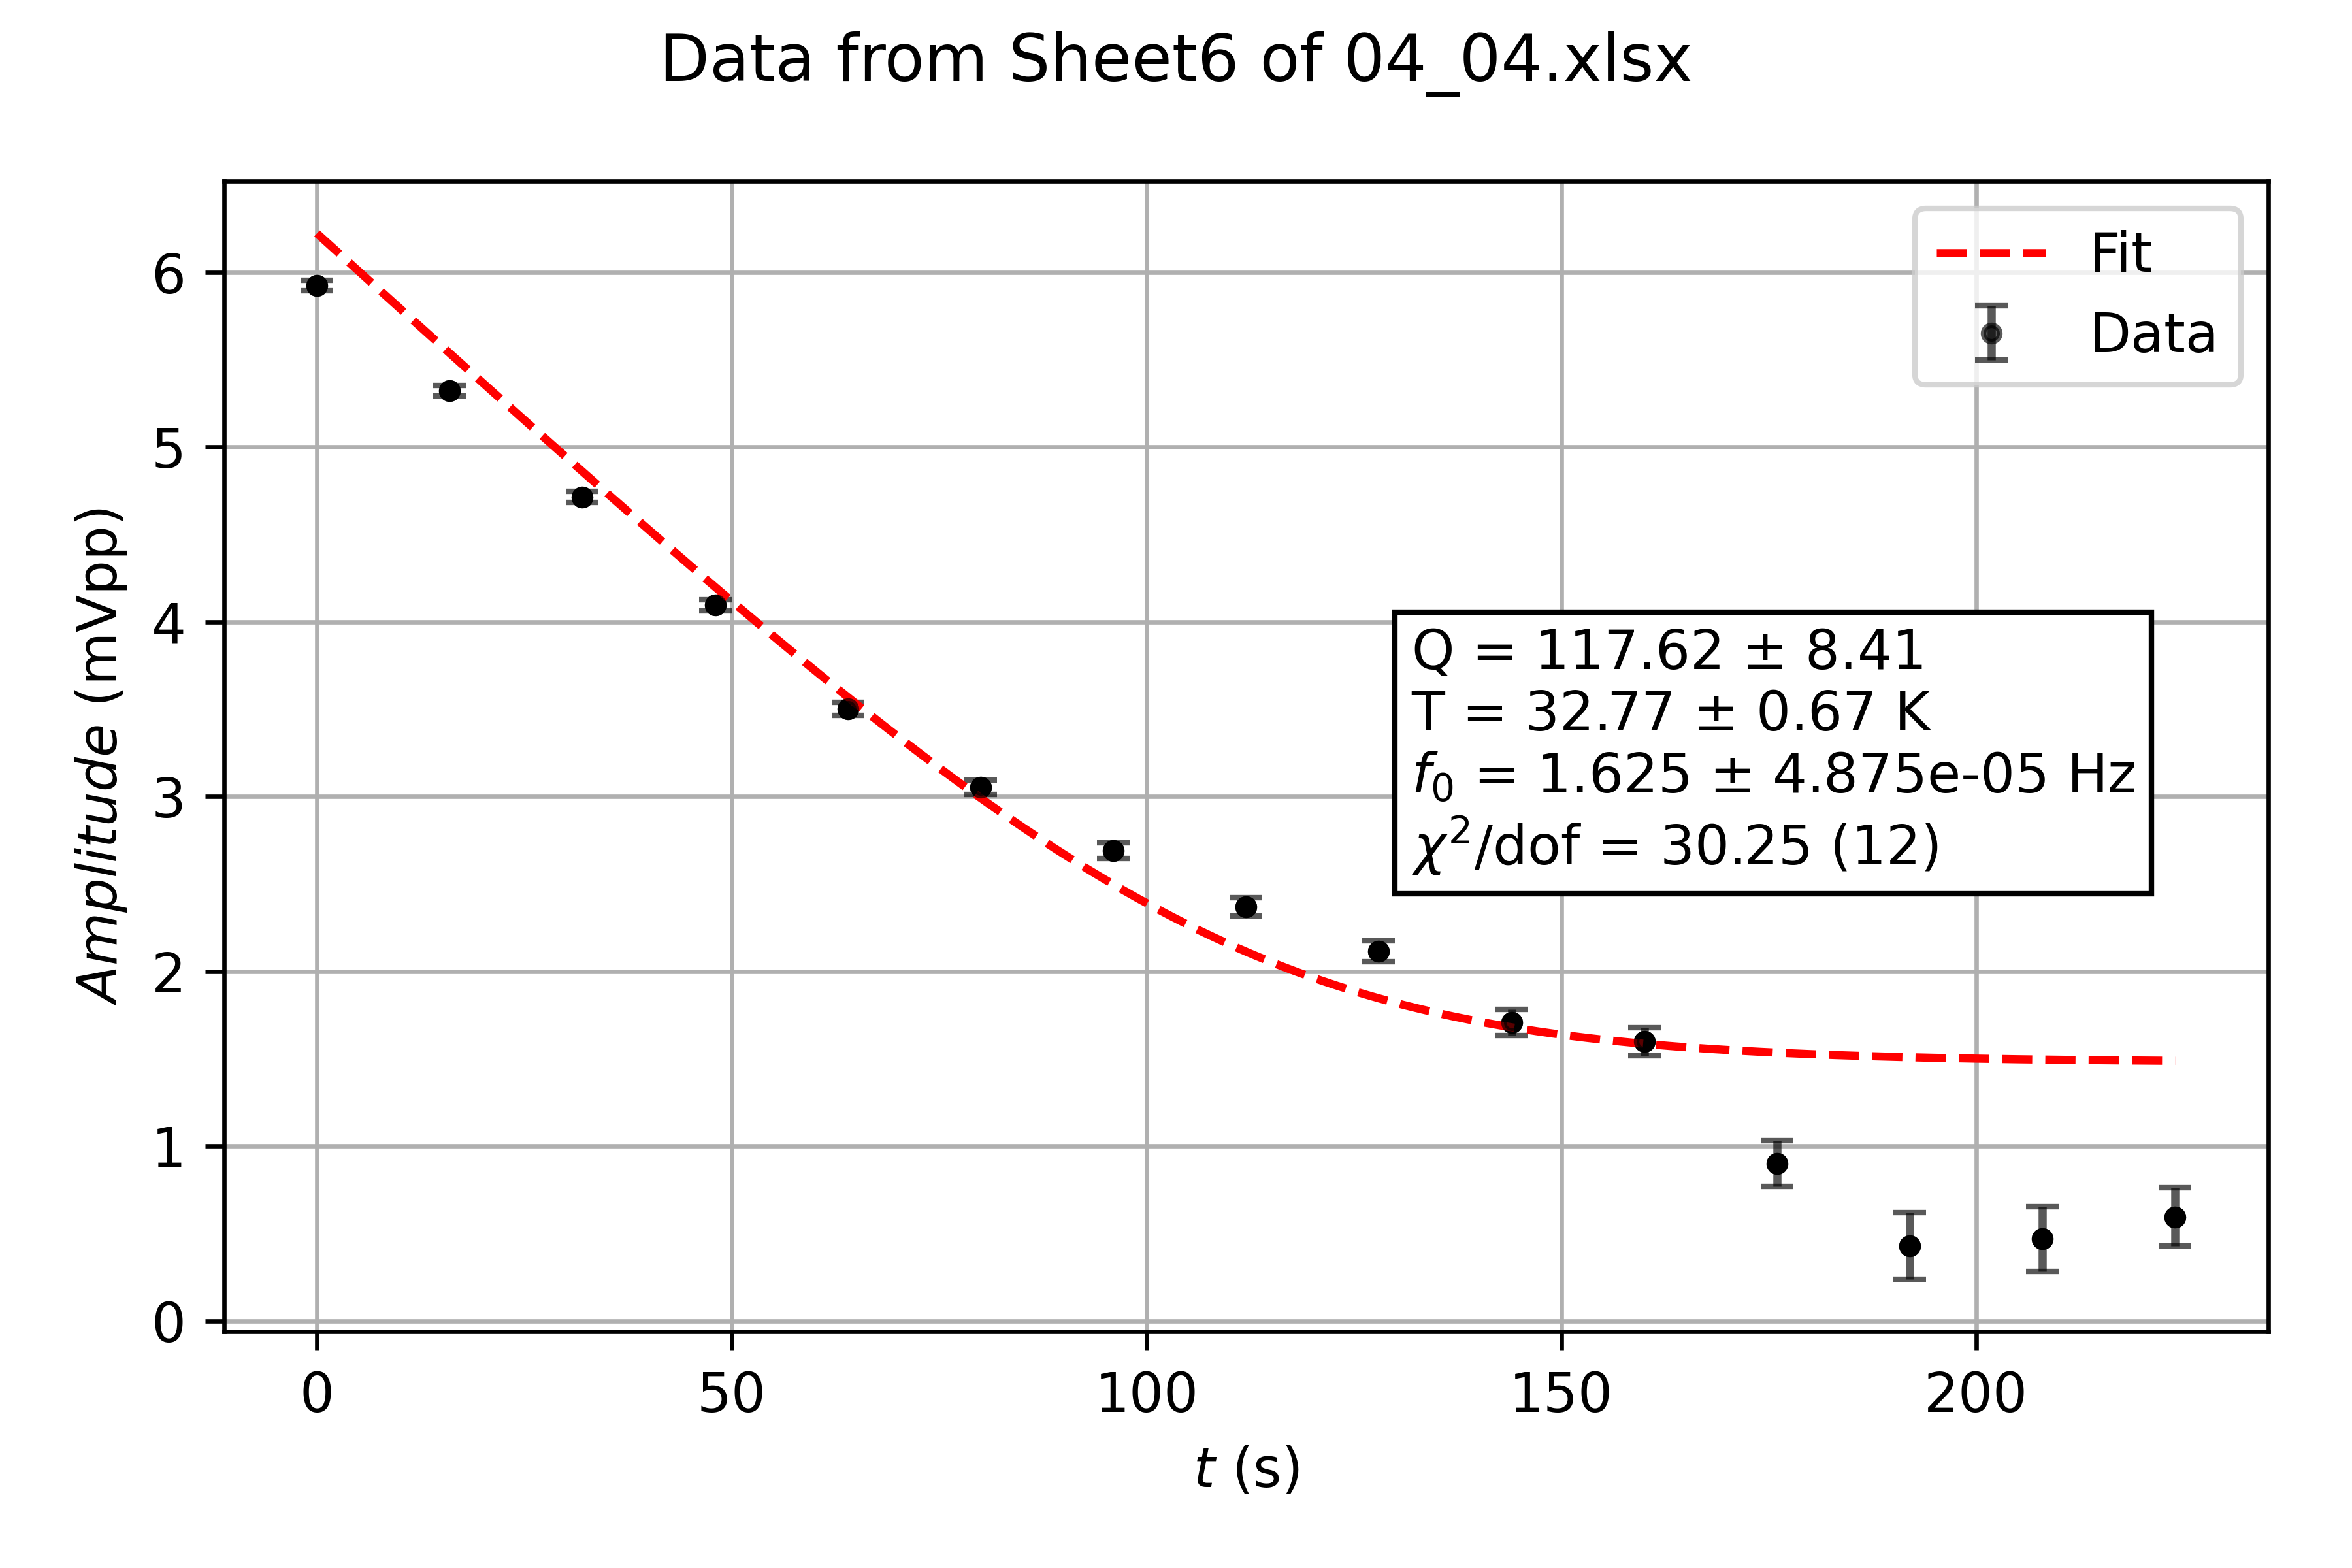 Data from Sheet6 of 04_04.xlsx
Fit
Data
Q = 117.62 ± 8.41
T = 32.77 ± 0.67 K
f₀ = 1.625 ± 4.875e-05 Hz
χ²/dof = 30.25 (12)
Amplitude (mVpp)
6
5
4
3
2
1
0
0 50 100 150 200
t (s)